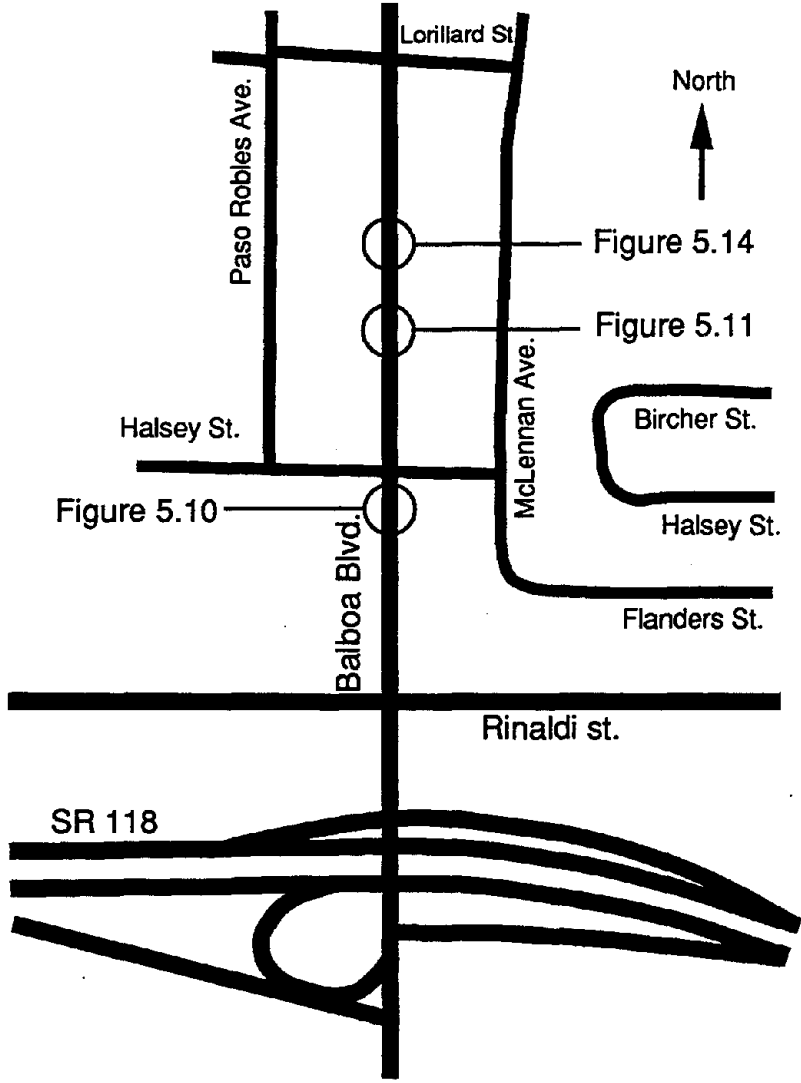 Lorillard St
North
Paso Robles Ave.
Figure 5.14
Figure 5.11
McLennan Ave.
Bircher St.
Halsey St.
Figure 5.10
Halsey St.
Balboa Blvd.
Flanders St.
Rinaldi st.
SR 118